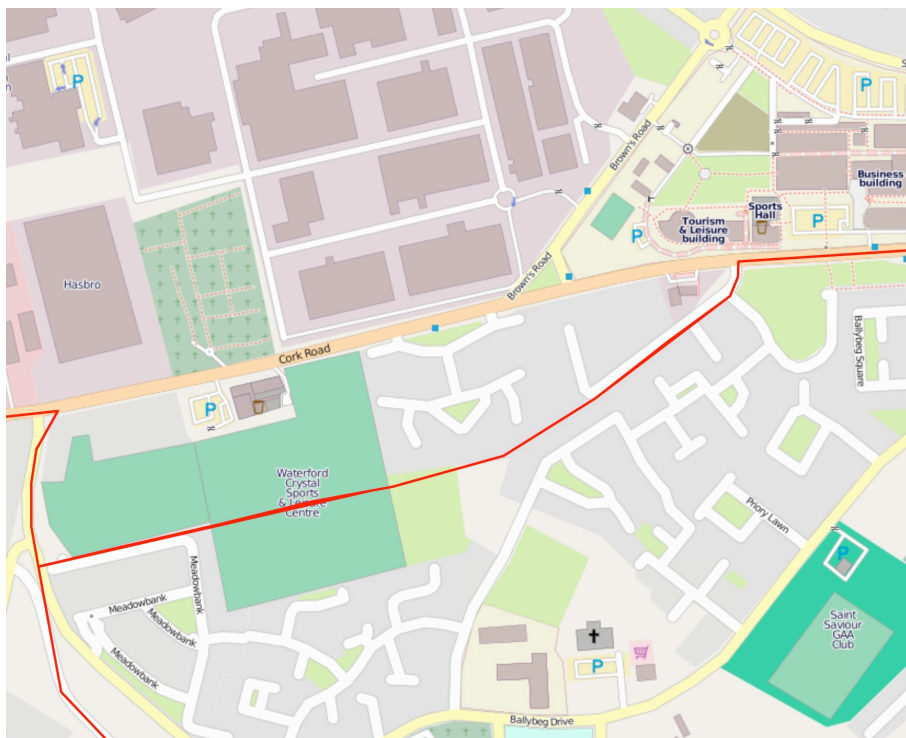 P
P
Brown's Road
Business
building
Sports
Hall
Tourism
& Leisure
building
P
P
Hasbro
Brown's Road
Cork Road
Ballybeg Square
P
Waterford
Crystal
Sports
& Leisure
Centre
Priory Lawn
P
Meadowbank
Meadowbank
Meadowbank
Meadowbank
Saint
Saviour
GAA
Club
P
Ballybeg Drive